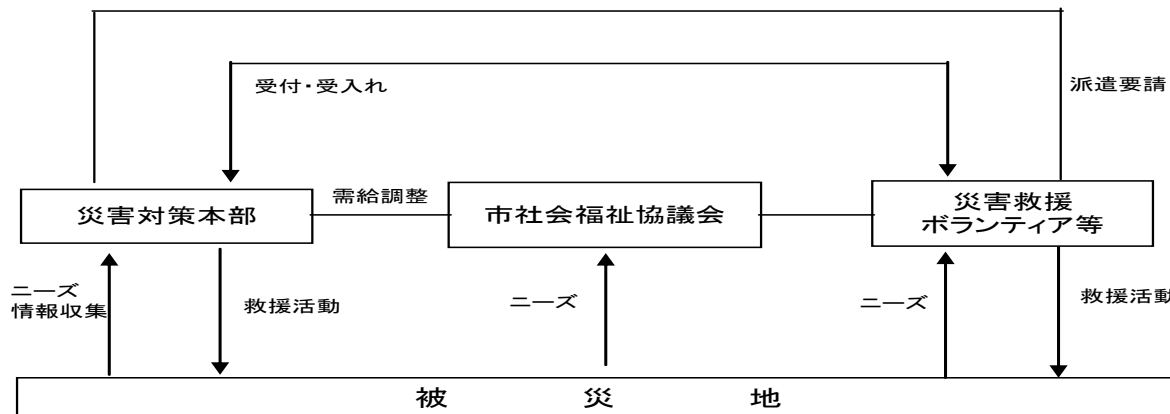 受付・受入れ
派遣要請
災害対策本部
需給調整
市社会福祉協議会
災害救援
ボランティア等
ニーズ
情報収集
救援活動
ニーズ
ニーズ
救援活動
被災地